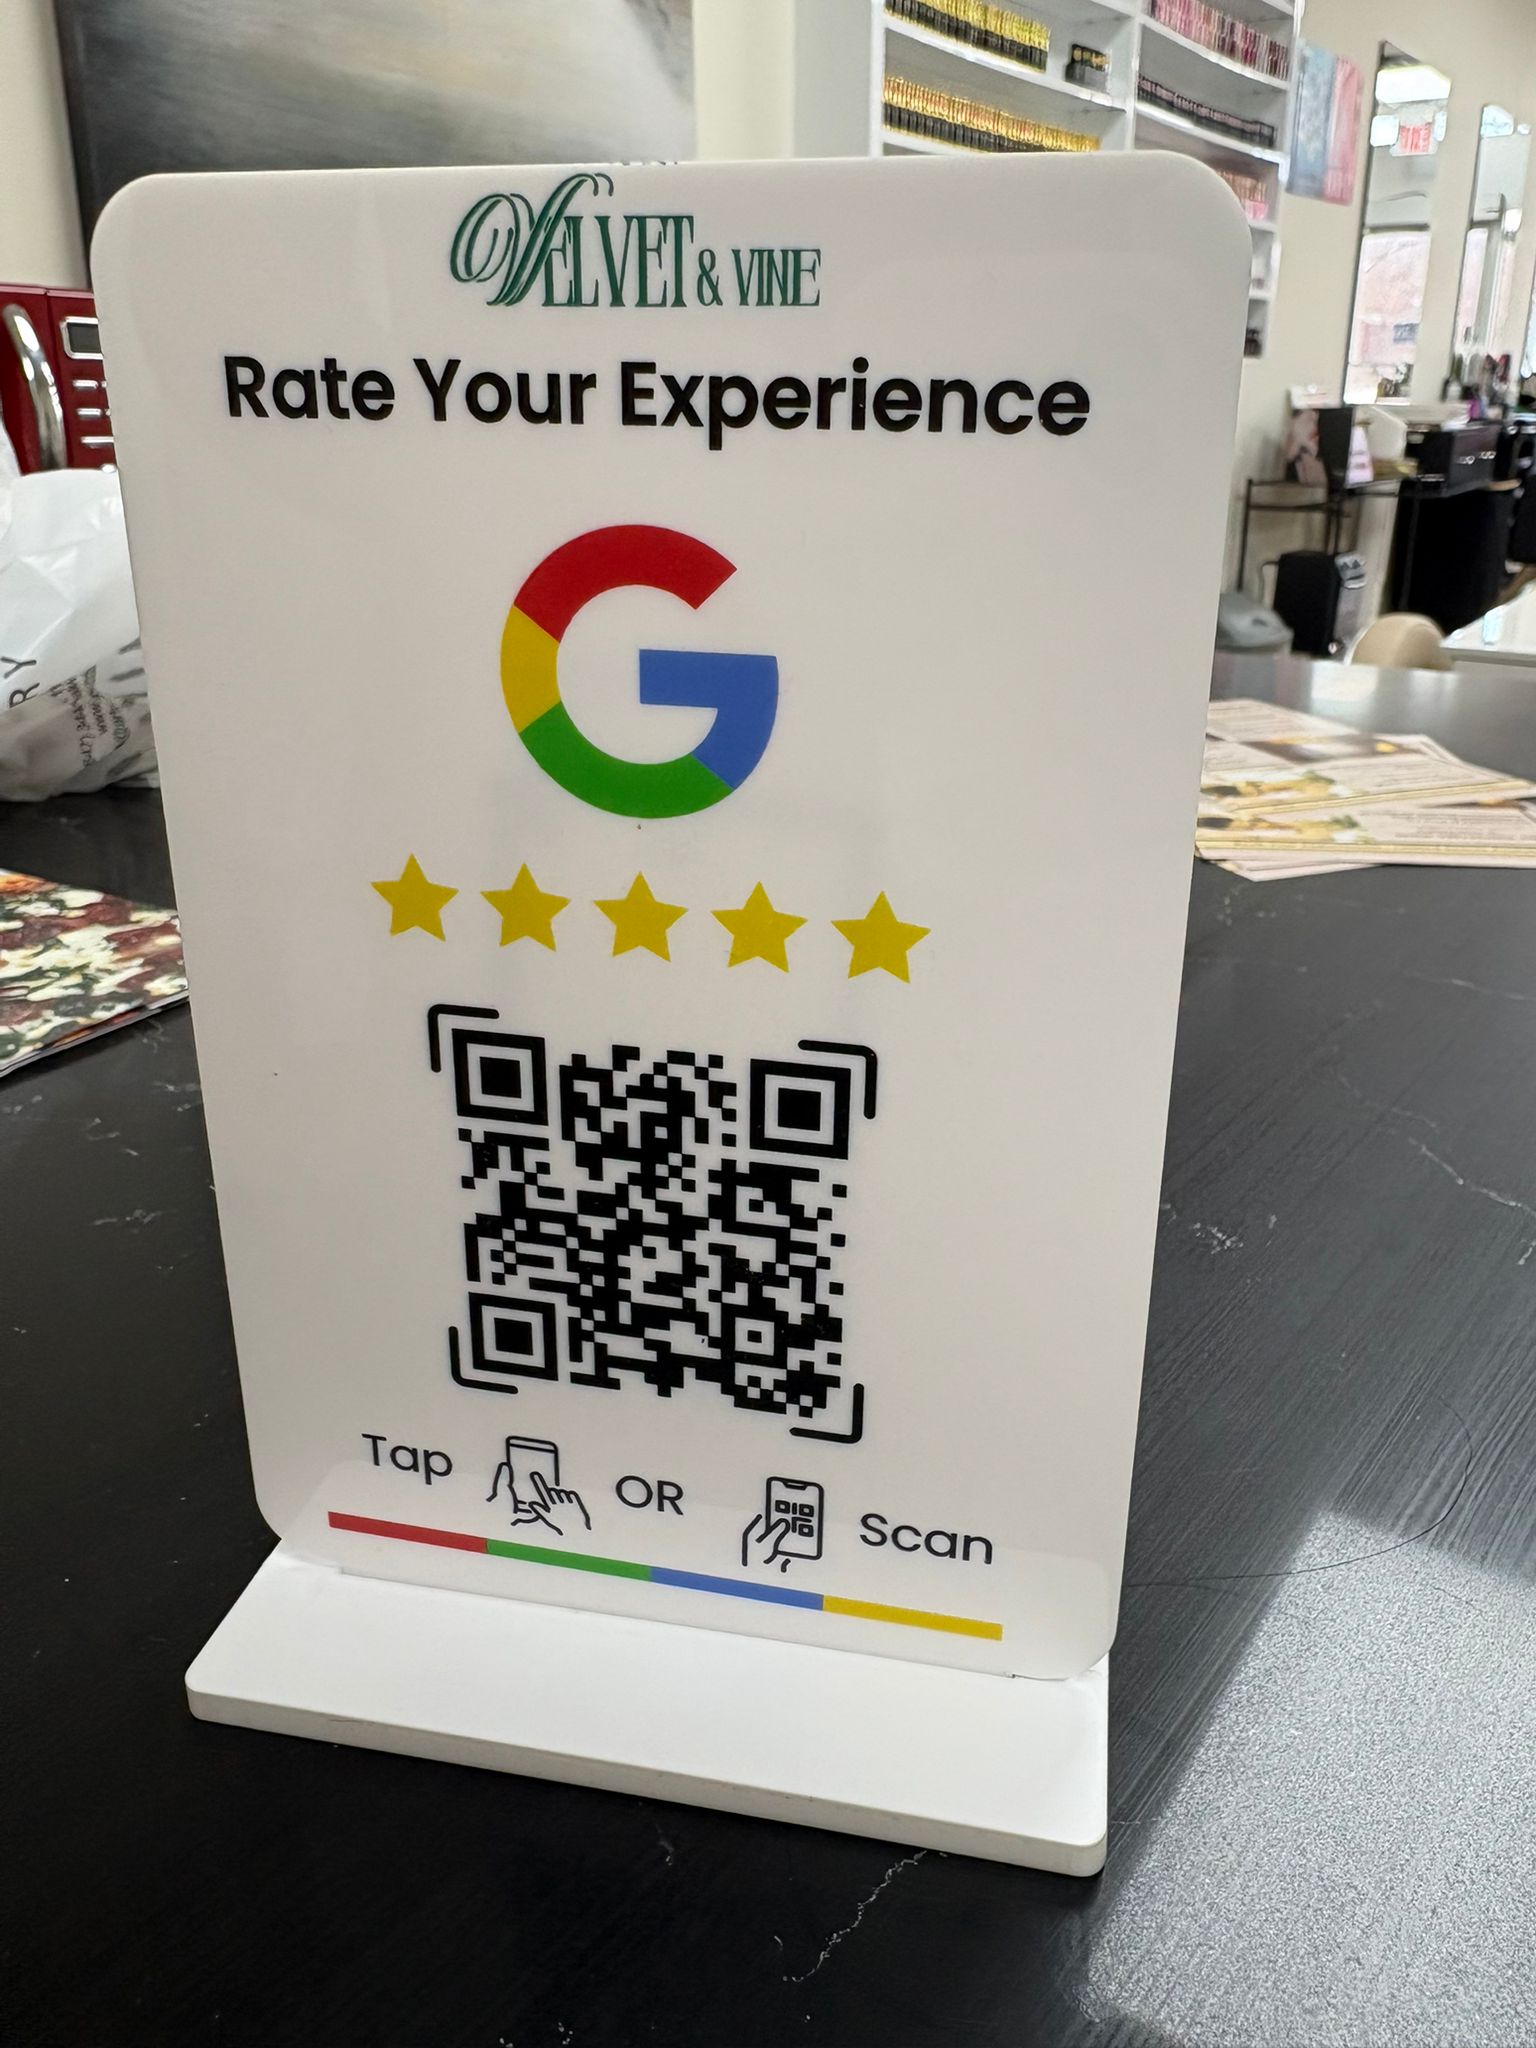 VELVET & VINE
Rate Your Experience
G
Tap OR Scan